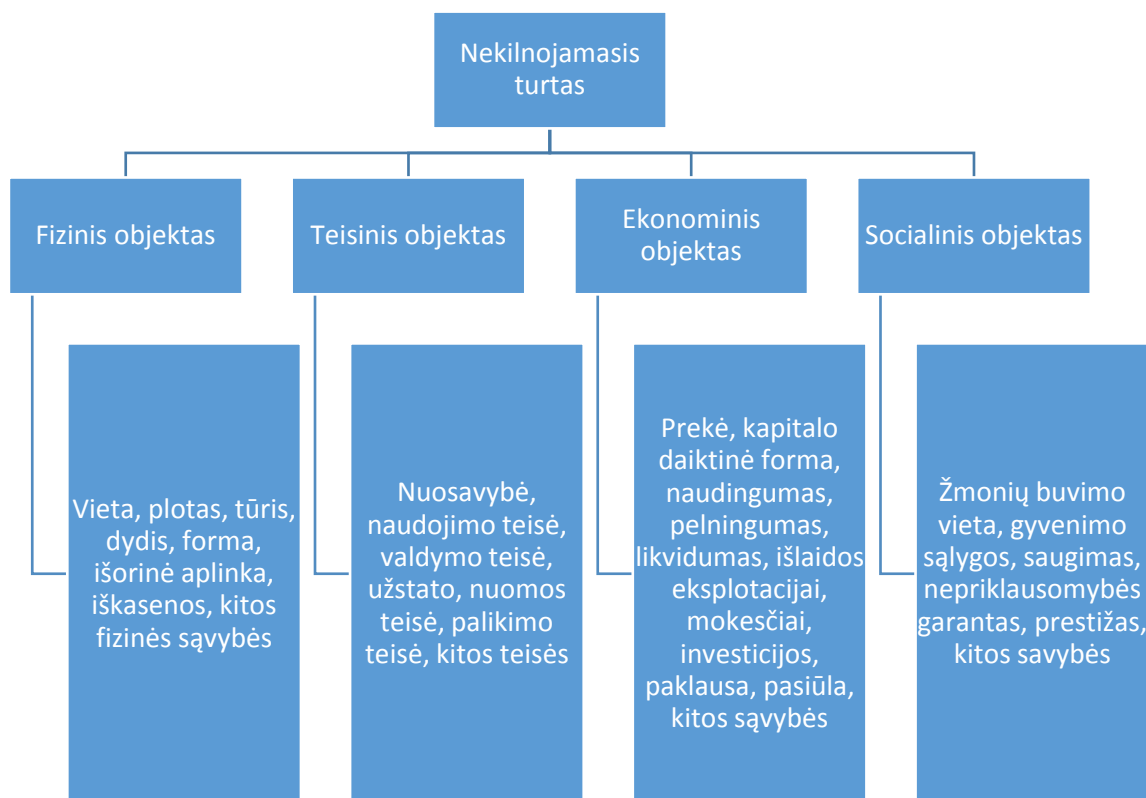 Nekilnojamasis
turtas
Fizinis objektas
Teisinis objektas
Ekonominis
objektas
Socialinis objektas
Vieta, plotas, tūris,
dydis, forma,
išorinė aplinka,
iškasenos, kitos
fizinės sąvybės
Nuosavybė,
naudojimo teisė,
valdymo teisė,
užstato, nuomos
teisė, palikimo
teisė, kitos teisės
Prekė, kapitalo
daiktinė forma,
naudingumas,
pelningumas,
likvidumas, išlaidos
eksplotacijai,
mokesčiai,
investicijos,
paklausa, pasiūla,
kitos sąvybės
Žmonių buvimo
vieta, gyvenimo
sąlygos, saugimas,
nepriklausomybės
garantas, prestižas,
kitos savybės